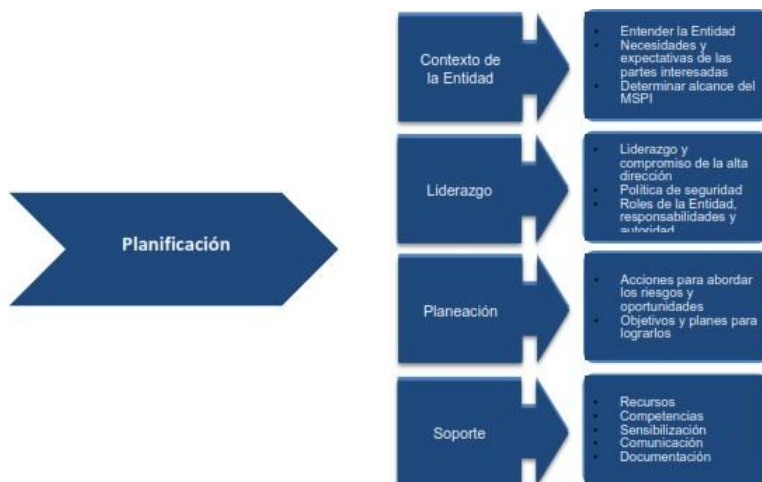 Planificación
Contexto de
la Entidad
Entender la Entidad
Necesidades y
expectativas de las
partes interesadas
Determinar alcance del
MSPI
Liderazgo
Liderazgo y
compromiso de la alta
dirección
Política de seguridad
Roles de la Entidad,
responsabilidades y
autoridad
Planeación
Acciones para abordar
los riesgos y
oportunidades
Objetivos y planes para
lograrlos
Soporte
Recursos
Competencias
Sensibilización
Comunicación
Documentación